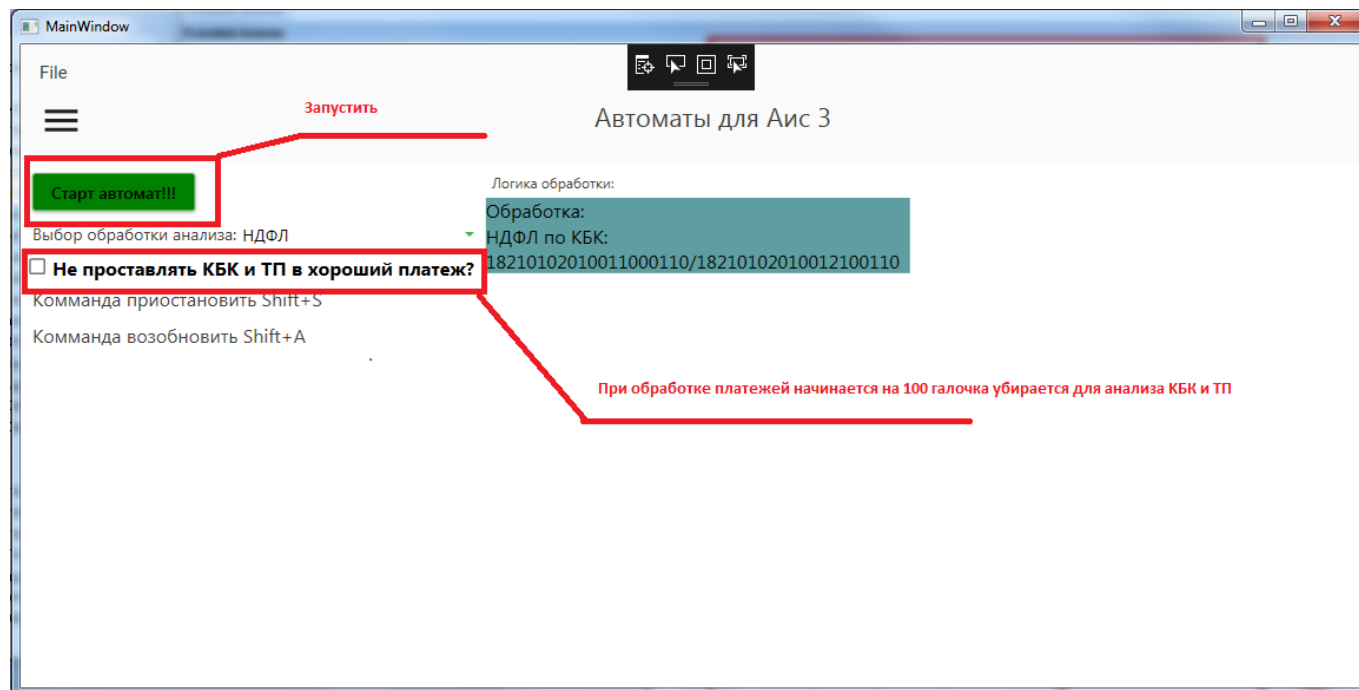 MainWindow
File
Запустить
Автоматы для Аис 3
Старт автомат!!!
Логика обработки:
Обработка:
Выбор обработки анализа: НДФЛ
НДФЛ по КБК:
18210102010011000110/18210102010012100110
Не проставлять КБК и ТП в хороший платеж?
Комманда приостановить Shift+S
Комманда возобновить Shift+A
При обработке платежей начинается на 100 галочка убирается для анализа КБК и ТП